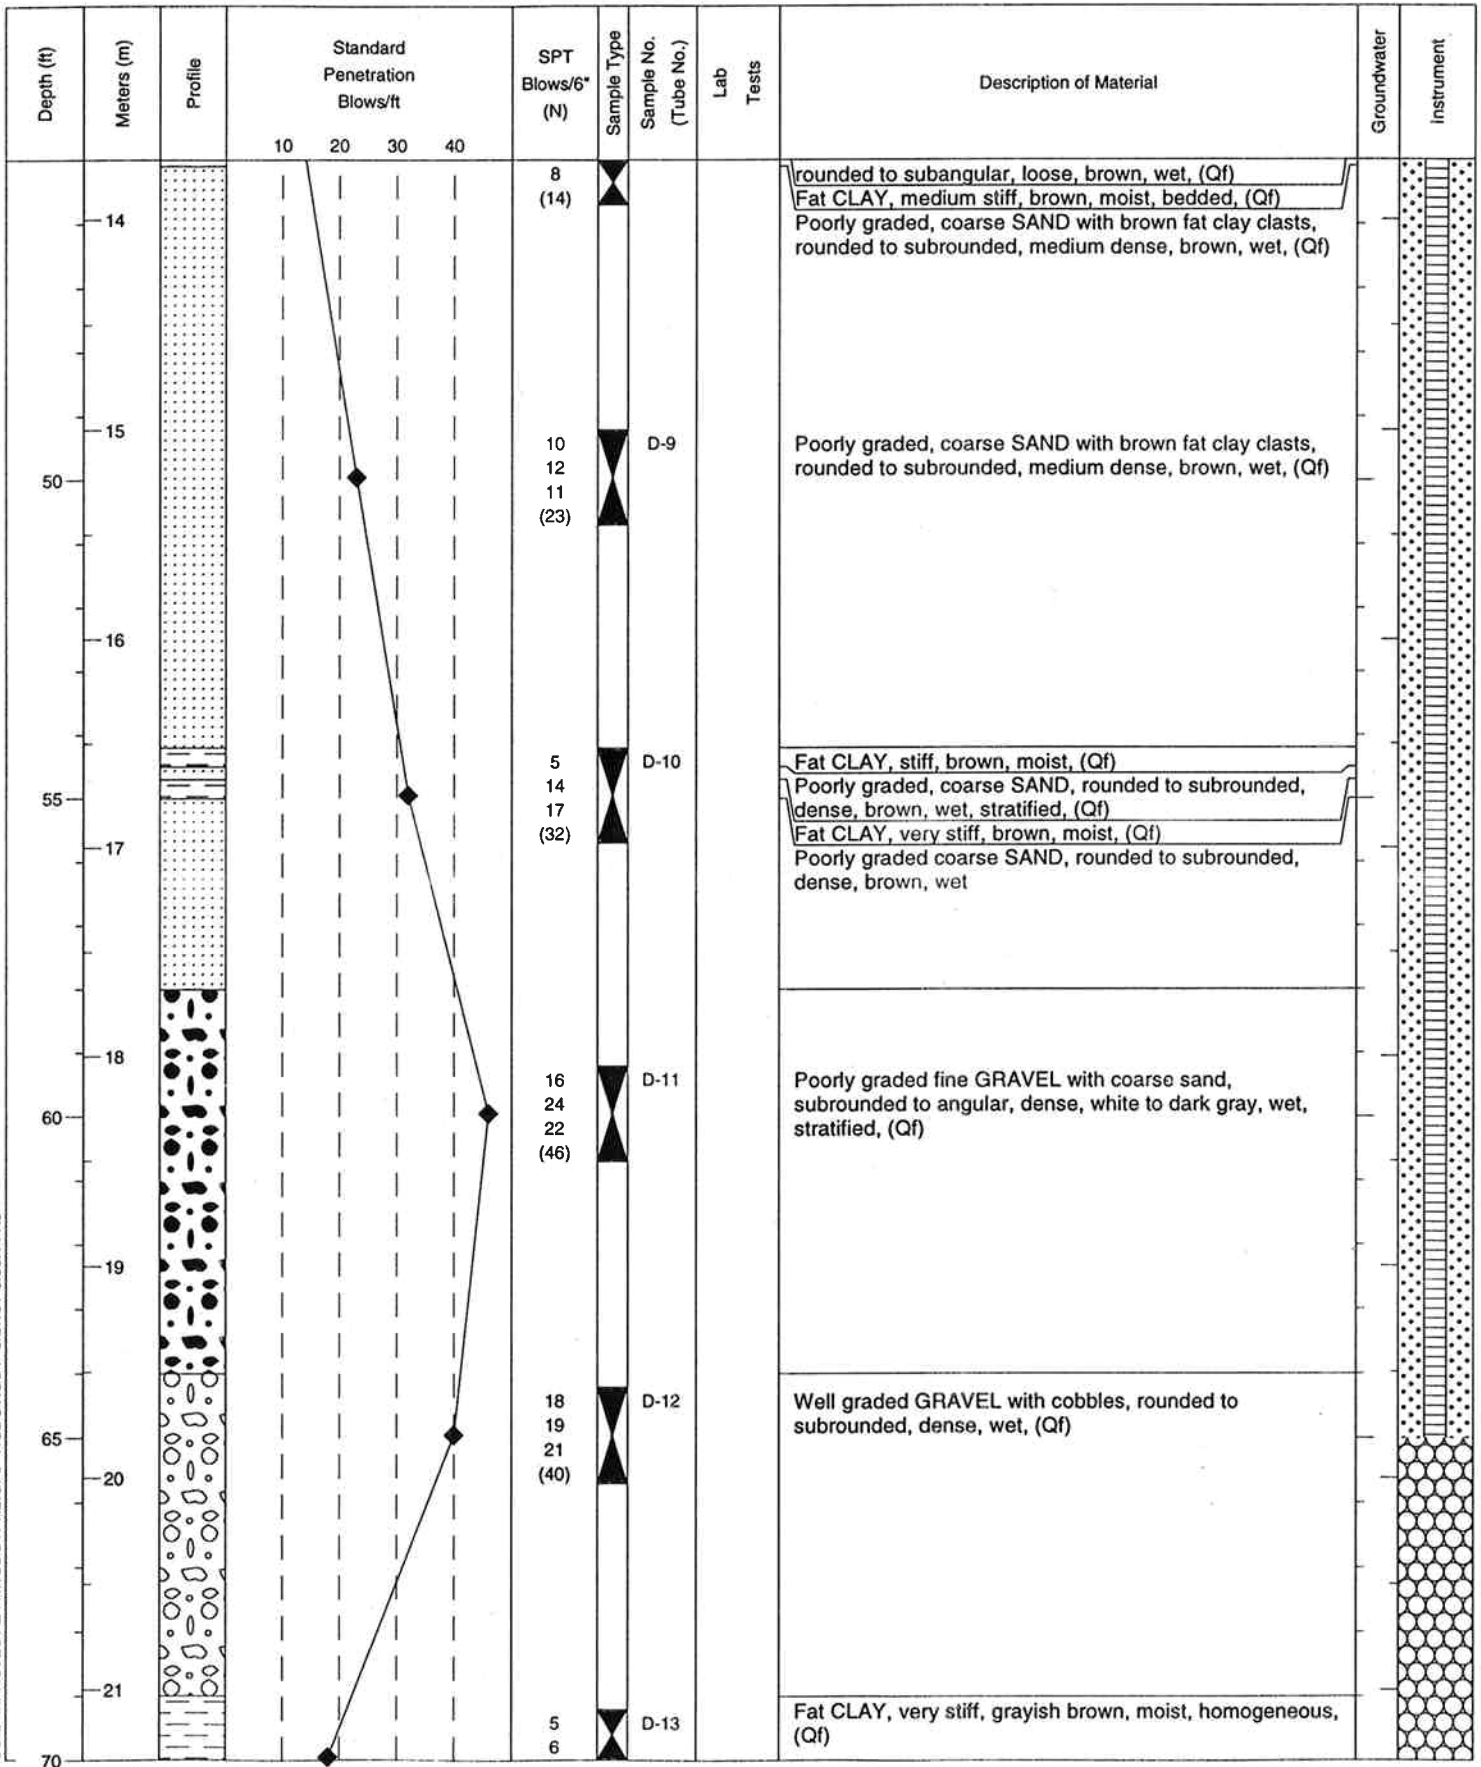 Depth (ft)
Meters (m)
Profile
Standard
Penetration
Blows/ft
10 20 30 40
SPT
Blows/6"
(N)
Sample Type
Sample No.
(Tube No.)
Lab
Tests
Description of Material
Groundwater
Instrument
8
(14)
rounded to subangular, loose, brown, wet, (Qf)
Fat CLAY, medium stiff, brown, moist, bedded, (Qf)
14
Poorly graded, coarse SAND with brown fat clay clasts,
rounded to subrounded, medium dense, brown, wet, (Qf)
15
50
10
12
11
(23)
D-9
Poorly graded, coarse SAND with brown fat clay clasts,
rounded to subrounded, medium dense, brown, wet, (Qf)
16
55
5
14
17
(32)
D-10
Fat CLAY, stiff, brown, moist, (Qf)
Poorly graded, coarse SAND, rounded to subrounded,
dense, brown, wet, stratified, (Qf)
Fat CLAY, very stiff, brown, moist, (Qf)
17
Poorly graded coarse SAND, rounded to subrounded,
dense, brown, wet
18
60
16
24
22
(46)
D-11
Poorly graded fine GRAVEL with coarse sand,
subrounded to angular, dense, white to dark gray, wet,
stratified, (Qf)
19
65
18
19
21
(40)
D-12
Well graded GRAVEL with cobbles, rounded to
subrounded, dense, wet, (Qf)
20
21
70
5
6
D-13
Fat CLAY, very stiff, grayish brown, moist, homogeneous,
(Qf)